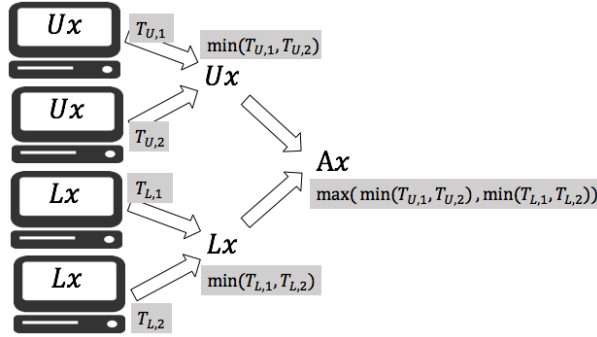 Ux
T_{U,1}
min(T_{U,1}, T_{U,2})
Ux
Ux
T_{U,2}
Ax
max( min(T_{U,1}, T_{U,2}) , min(T_{L,1}, T_{L,2}))
Lx
T_{L,1}
Lx
min(T_{L,1}, T_{L,2})
Lx
T_{L,2}